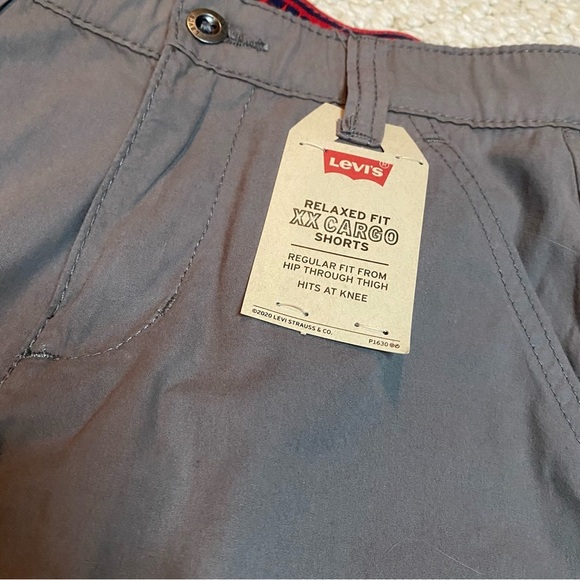 Levi's®
RELAXED FIT
XX CARGO
SHORTS
REGULAR FIT FROM
HIP THROUGH THIGH
HITS AT KNEE
©2020 LEVI STRAUSS & CO.
P1630